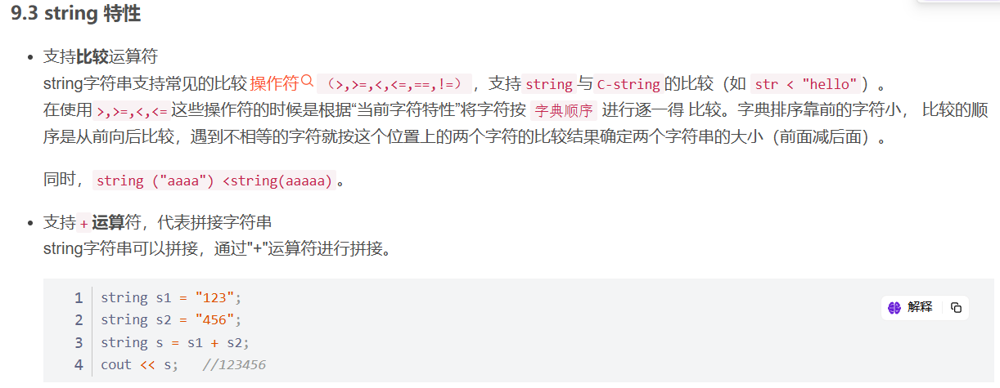 9.3 string 特性
支持比较运算符
string字符串支持常见的比较 操作符 （>,>=,<,<=,==,!=） ，支持 string 与 C-string 的比较（如 str < "hello" ）。
在使用 >,>=,<,<= 这些操作符的时候是根据“当前字符特性”将字符按 字典顺序 进行逐一得 比较。字典排序靠前的字符小， 比较的顺
序是从前向后比较，遇到不相等的字符就按这个位置上的两个字符的比较结果确定两个字符串的大小（前面减后面）。
同时， string ("aaaa") <string(aaaaa) 。
支持 + 运算符，代表拼接字符串
string字符串可以拼接，通过"+"运算符进行拼接。
1 string s1 = "123";
2 string s2 = "456";
3 string s = s1 + s2;
4 cout << s; //123456
解释